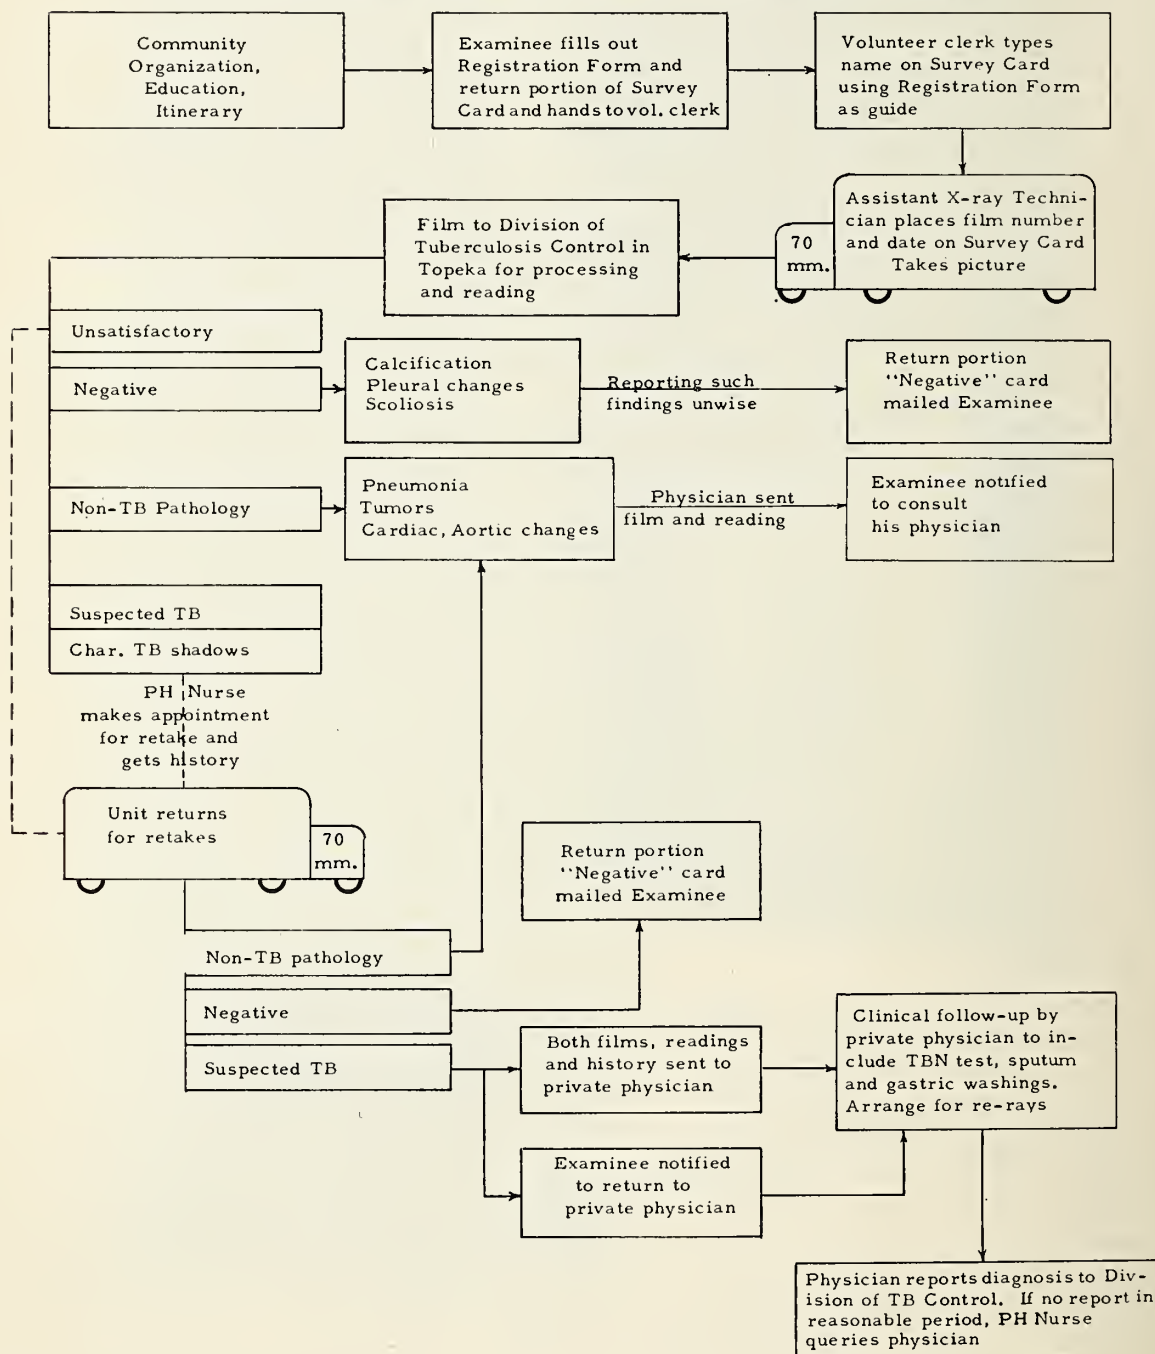 Community
Organization,
Education,
Itinerary
Examinee fills out
Registration Form and
return portion of Survey
Card and hands to vol. clerk
Volunteer clerk types
name on Survey Card
using Registration Form
as guide
Assistant X-ray Techni-
cian places film number
and date on Survey Card
Takes picture
70
mm.
Film to Division of
Tuberculosis Control in
Topeka for processing
and reading
Unsatisfactory
Negative
Calcification
Pleural changes
Scoliosis
Reporting such
findings unwise
Return portion
"Negative" card
mailed Examinee
Non-TB Pathology
Pneumonia
Tumors
Cardiac, Aortic changes
Physician sent
film and reading
Examinee notified
to consult
his physician
Suspected TB
Char. TB shadows
PH Nurse
makes appointment
for retake and
gets history
Unit returns
for retakes
70
mm.
Return portion
"Negative" card
mailed Examinee
Non-TB pathology
Negative
Suspected TB
Both films, readings
and history sent to
private physician
Examinee notified
to return to
private physician
Clinical follow-up by
private physician to in-
clude TBN test, sputum
and gastric washings.
Arrange for re-rays
Physician reports diagnosis to Div-
ision of TB Control. If no report in
reasonable period, PH Nurse
queries physician